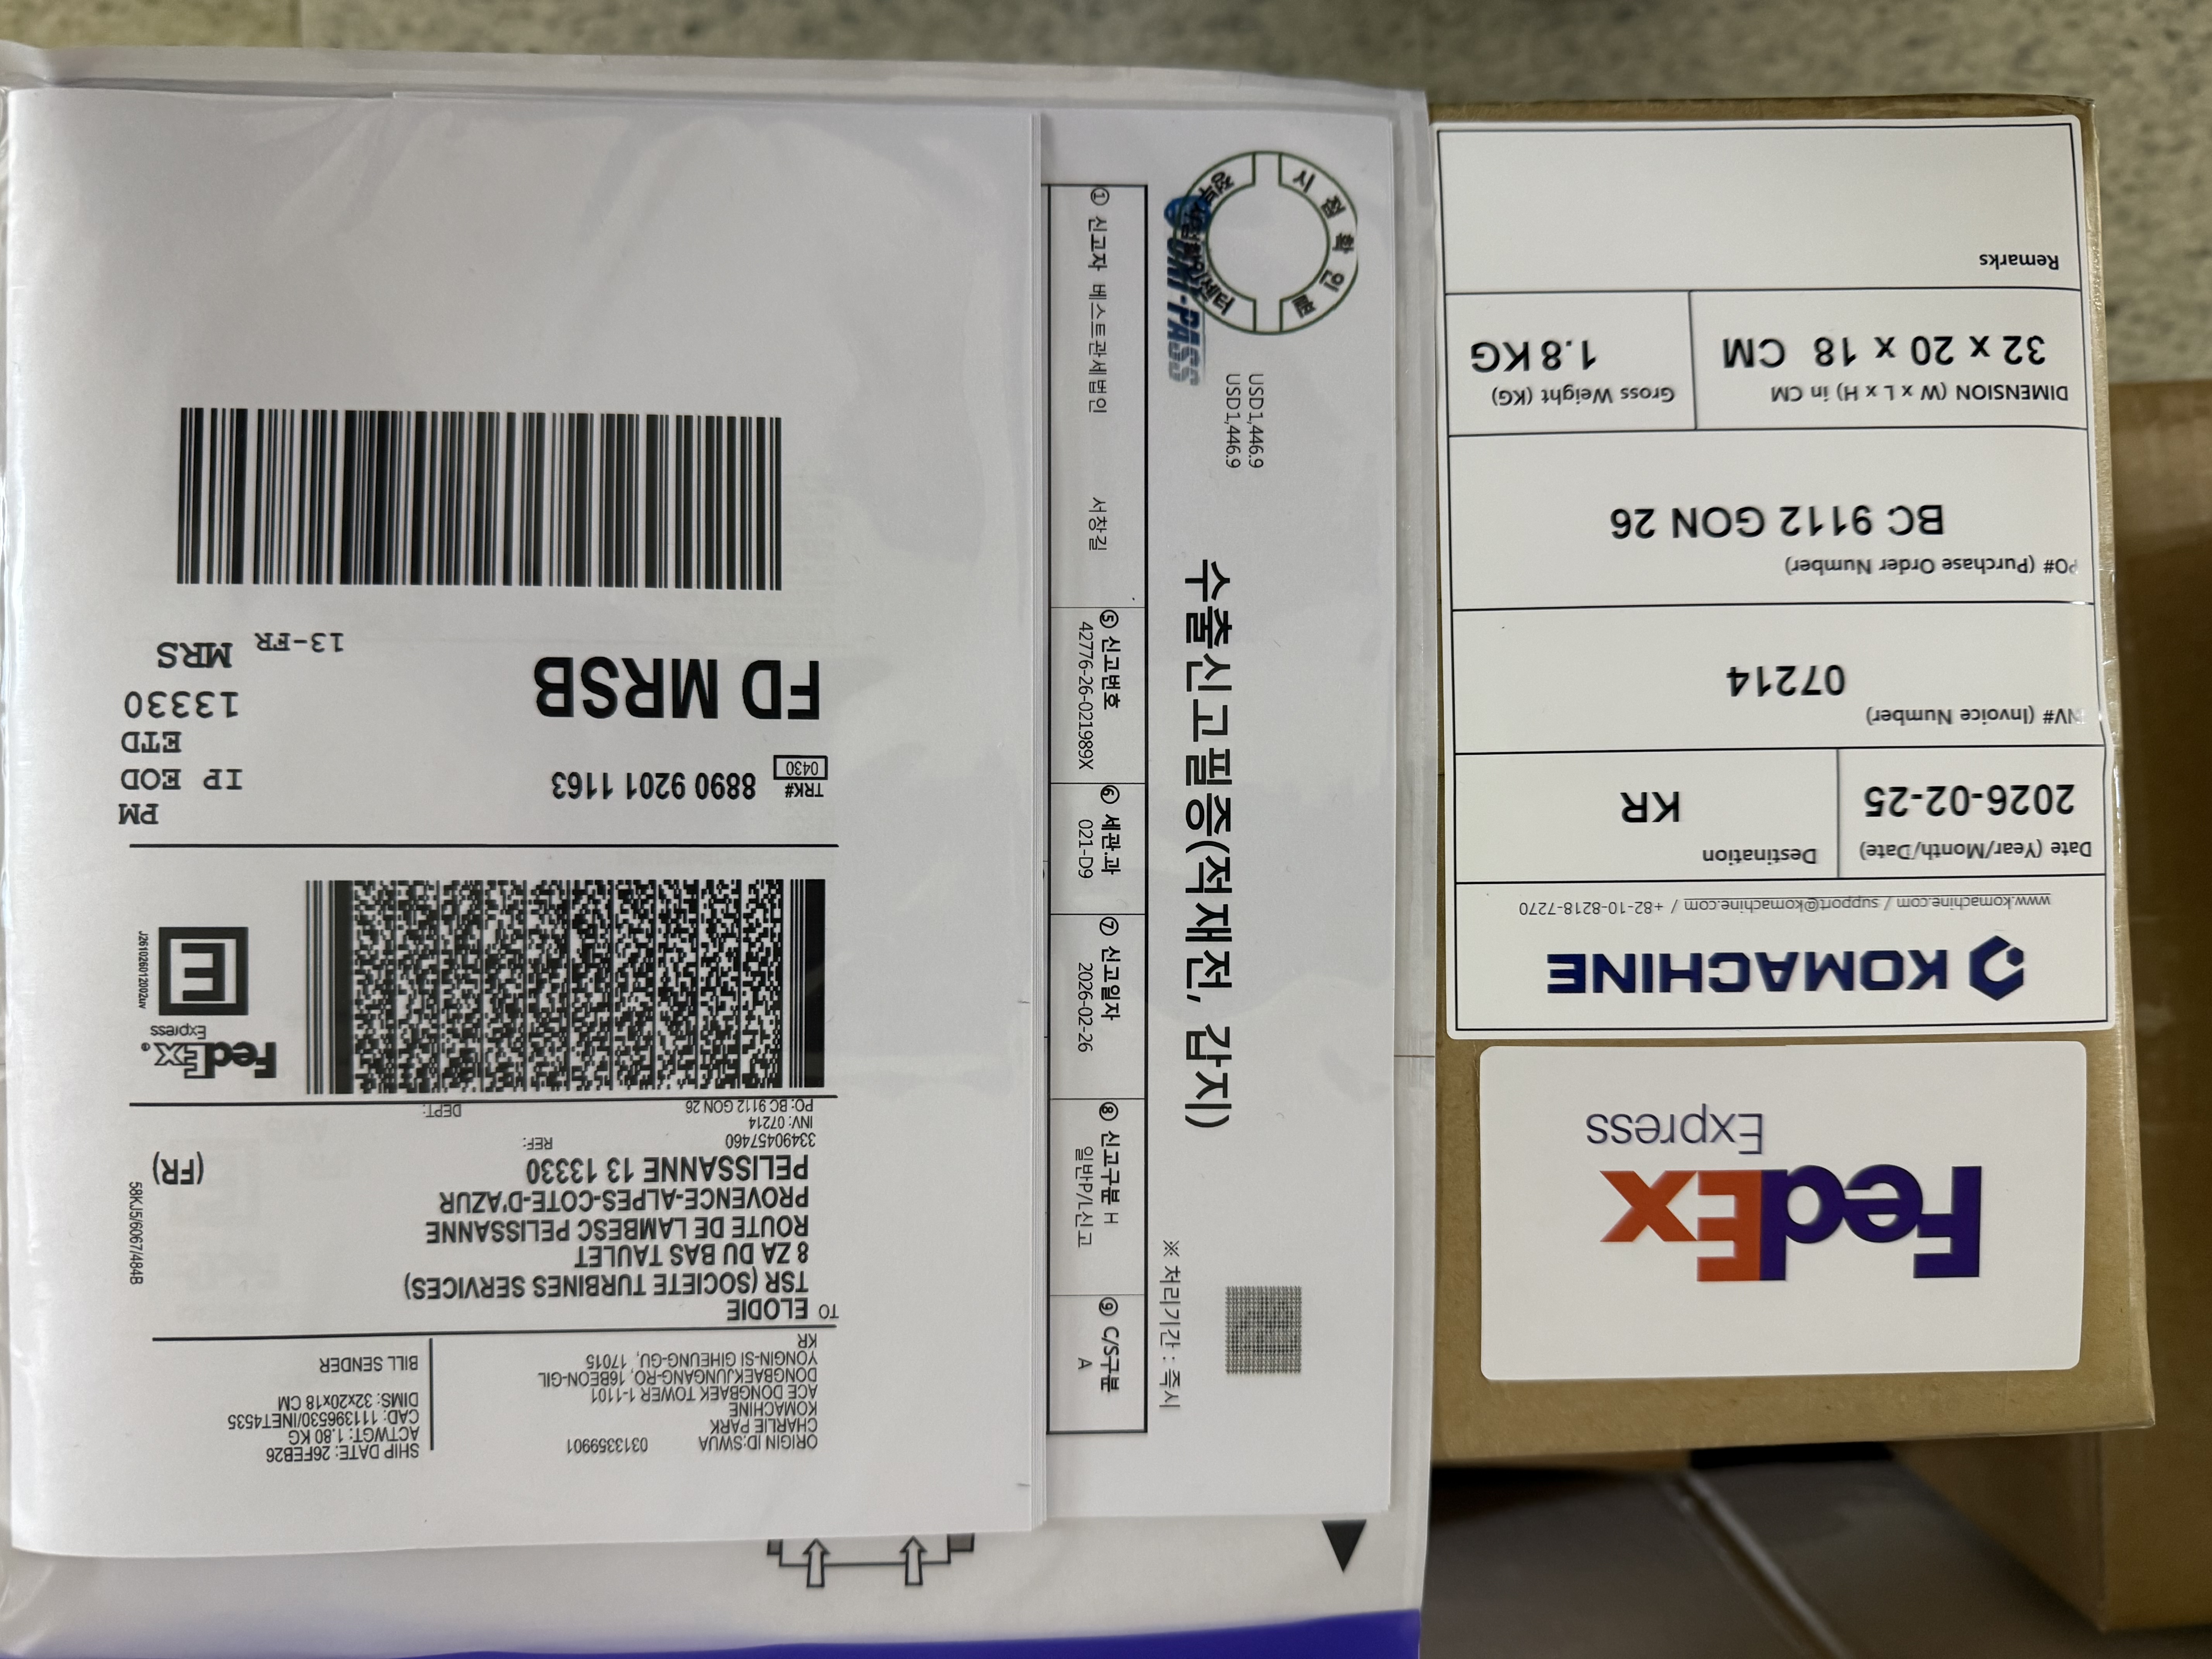 ORIGIN ID:SWUA 0313359901
CHARLIE PARK
KOMACHINE
ACE DONGBAEK TOWER 1-1101
DONGBAEKJUNGANG-RO, 16BEON-GIL
YONGIN-SI GIHEUNG-GU, 17015
KR
SHIP DATE: 26FEB26
ACTWGT: 1.80 KG
CAD: 111396530/INET4535
DIMS: 32x20x18 CM
BILL SENDER
TO ELODIE
TSR (SOCIETE TURBINES SERVICES)
8 ZA DU BAS TAULET
ROUTE DE LAMBESC PELISSANNE
PROVENCE-ALPES-COTE-D'AZUR
PELISSANNE 13 13330
(FR)
33490457460 REF:
INV: 07214
PO: BC 9112 GON 26 DEPT:
58KJ5/6067/484B
FedEx®
Express
E
J261026012002uv
TRK# 8890 9201 1163
0430
PM
IP EOD
ETD
13330
FD MRSB
13-FR MRS
수출신고필증(적재전, 갑지)
※ 처리기간 : 즉시
UNI-PASS
USD1,446.9
USD1,446.9
① 신고자 베스트관세법인 서창길
⑤ 신고번호
42776-26-021989X
⑥ 세관.과
021-D9
⑦ 신고일자
2026-02-26
⑧ 신고구분 H
일반P/L신고
⑨ C/S구분
A
FedEx
Express
KOMACHINE
www.komachine.com / support@komachine.com / +82-10-8218-7270
Date (Year/Month/Date)
2026-02-25
Destination
KR
INV# (Invoice Number)
07214
PO# (Purchase Order Number)
BC 9112 GON 26
DIMENSION (W x L x H) in CM
32 x 20 x 18 CM
Gross Weight (KG)
1.8 KG
Remarks